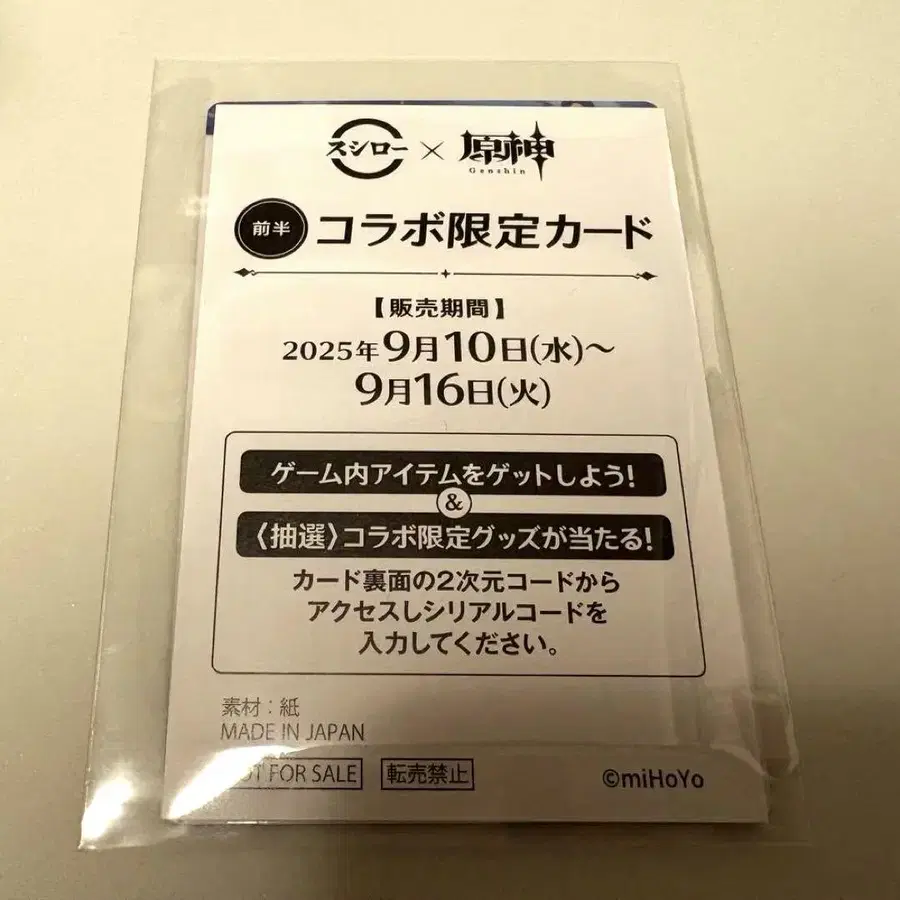 スシロー × 原神
Genshin
前半 コラボ限定カード
【販売期間】
2025年9月10日(水)～
9月16日(火)
ゲーム内アイテムをゲットしよう!
&
〈抽選〉コラボ限定グッズが当たる!
カード裏面の2次元コードから
アクセスしシリアルコードを
入力してください。
素材：紙
MADE IN JAPAN
NOT FOR SALE 転売禁止 ©miHoYo